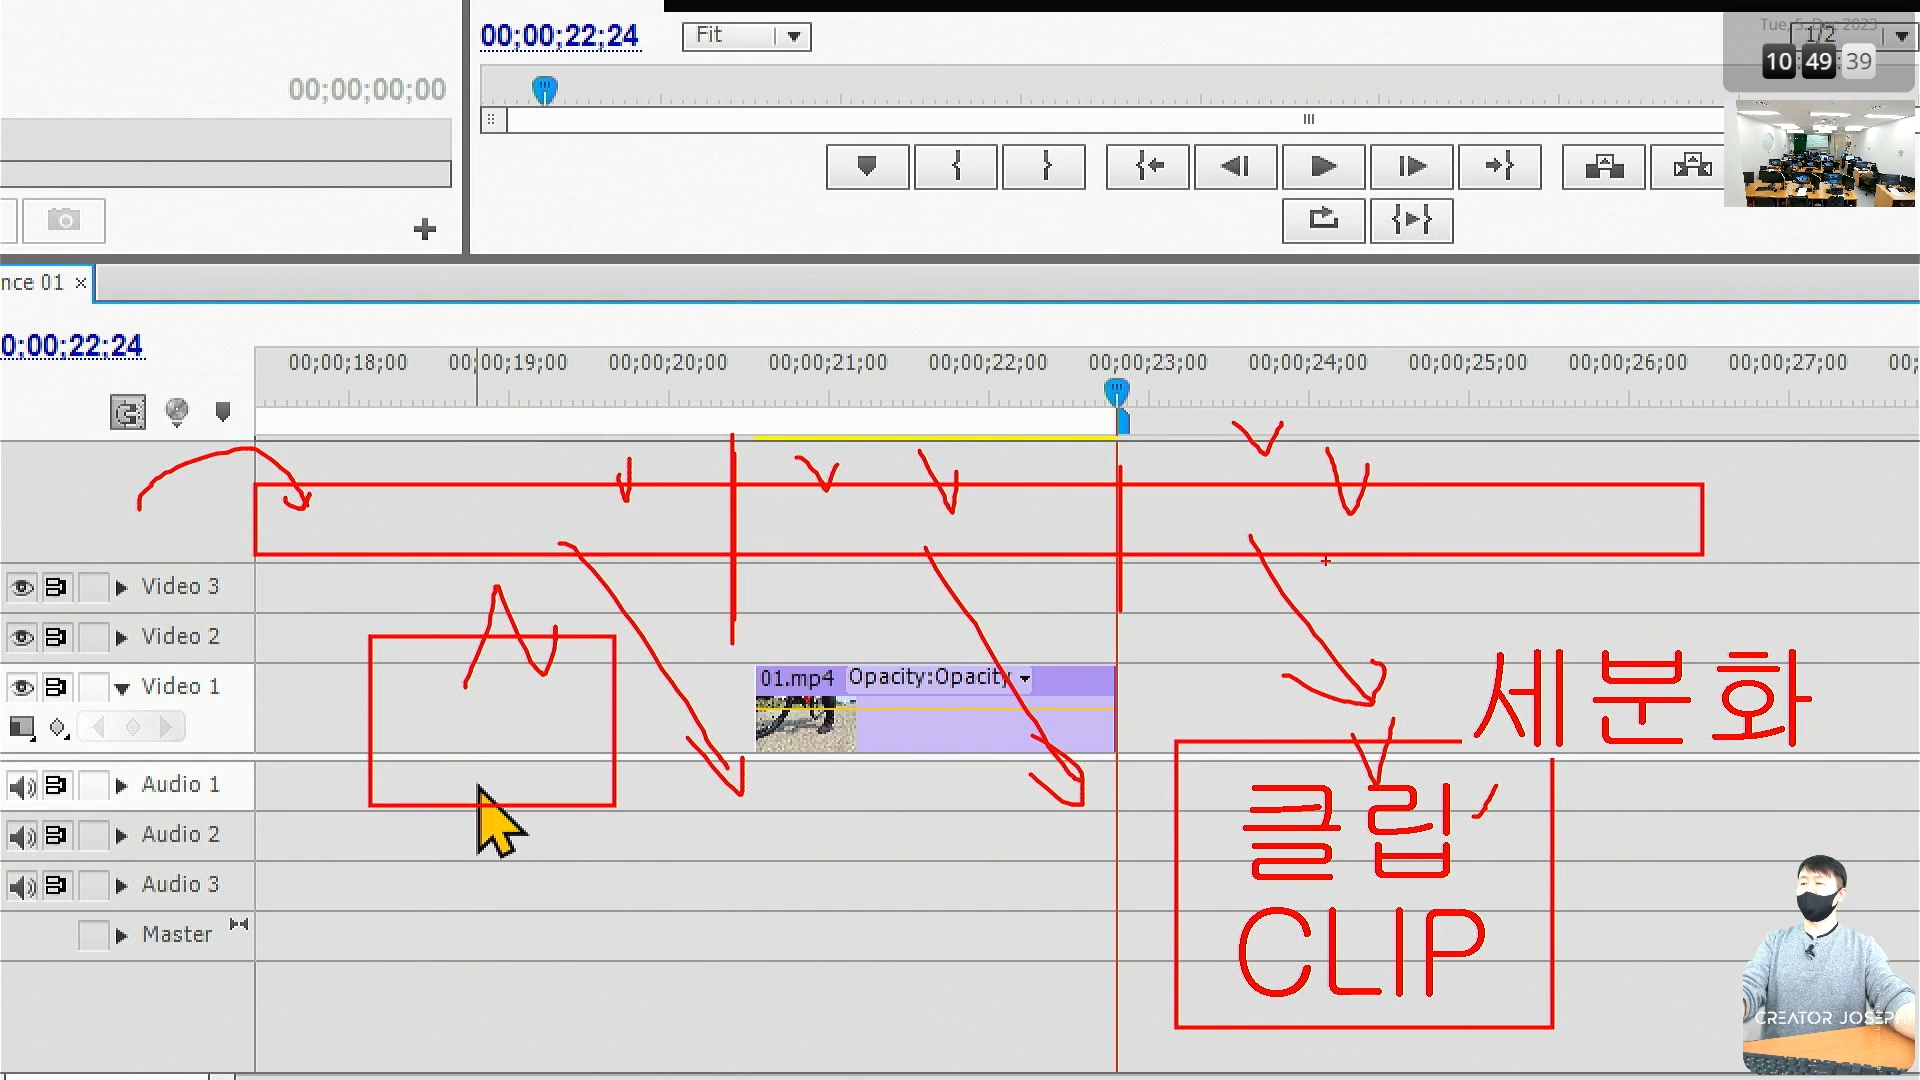 00;00;22;24
Fit
1/2
Tue, 5. Dec 2023
10 49 39
00;00;00;00
nce 01 ×
0;00;22;24
00;00;18;00 00;00;19;00 00;00;20;00 00;00;21;00 00;00;22;00 00;00;23;00 00;00;24;00 00;00;25;00 00;00;26;00 00;00;27;00 00;
Video 3
Video 2
Video 1
01.mp4 Opacity:Opacity
세분화
Audio 1
클립
Audio 2
Audio 3
Master
CLIP
CREATOR JOSEPH